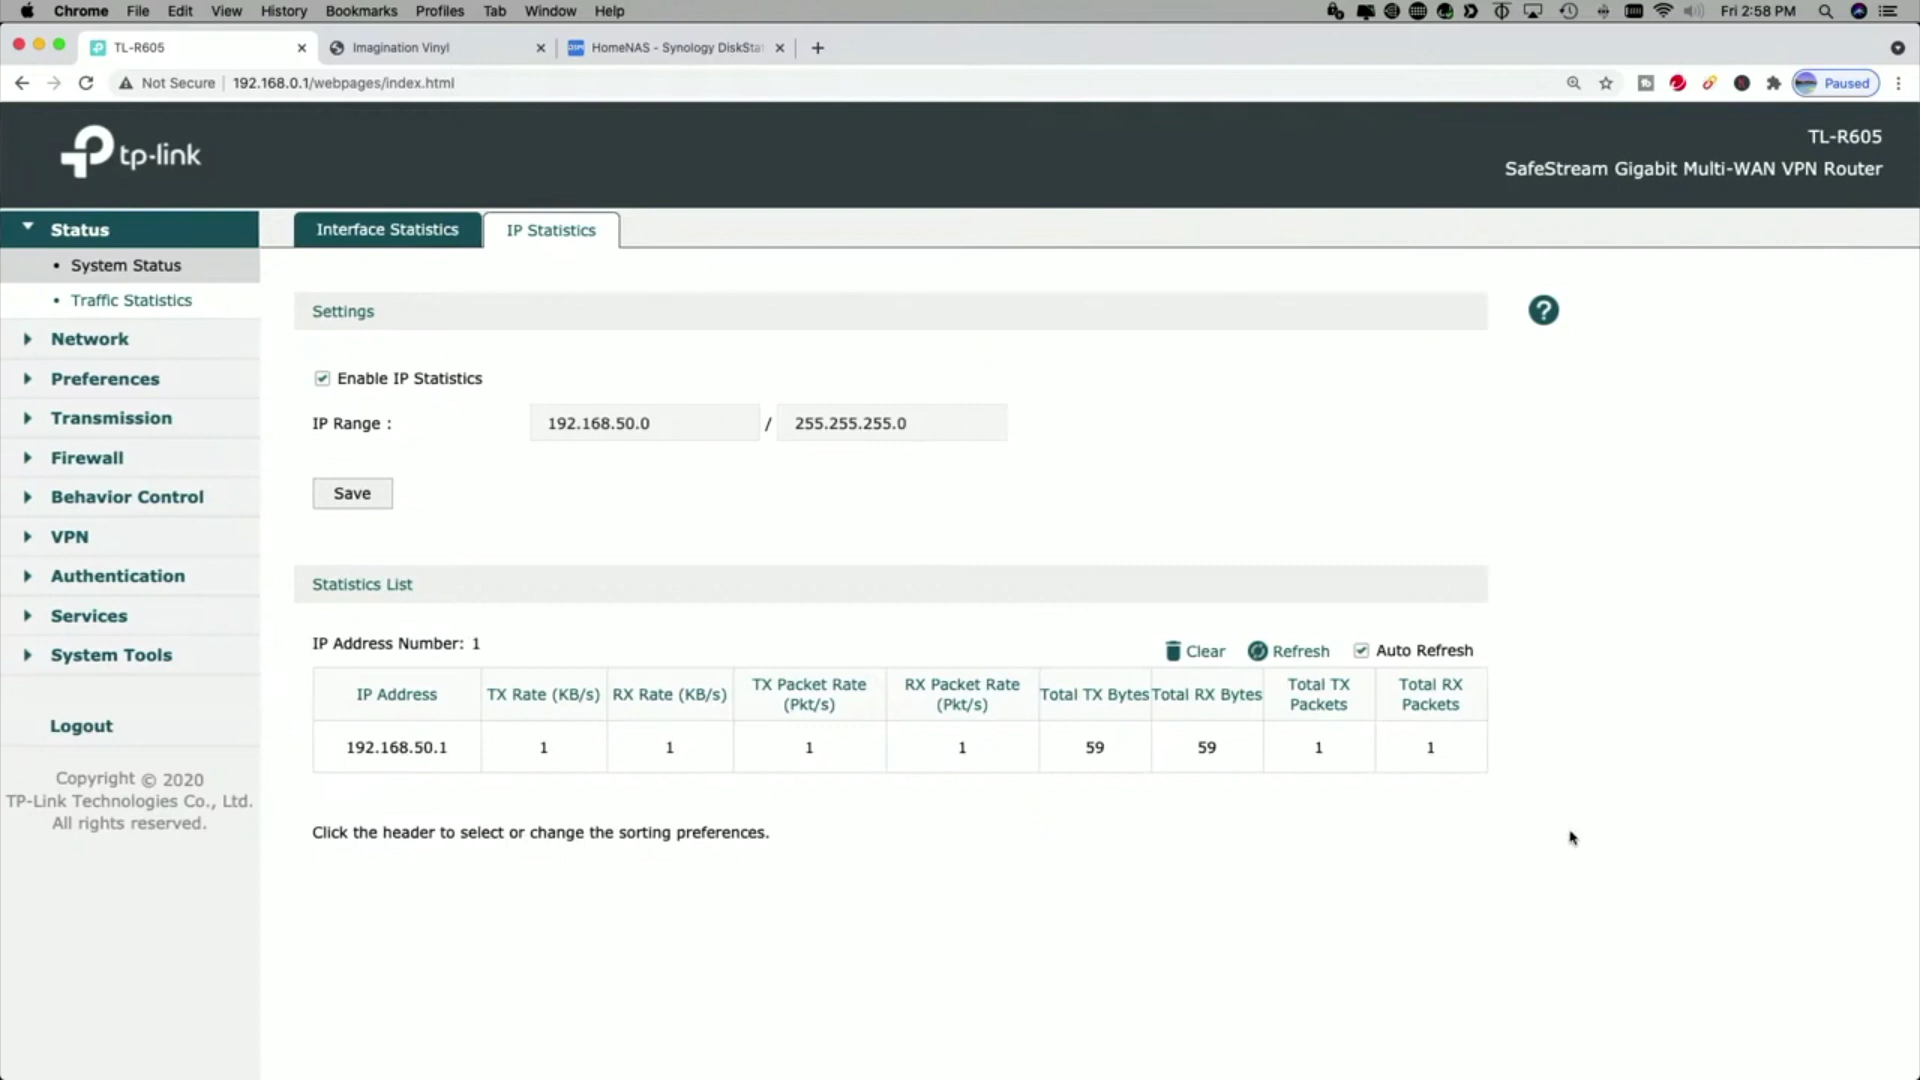 Chrome File Edit View History Bookmarks Profiles Tab Window Help Fri 2:58 PM
TL-R605 Imagination Vinyl HomeNAS - Synology DiskSta
Not Secure 192.168.0.1/webpages/index.html Paused
tp-link
TL-R605
SafeStream Gigabit Multi-WAN VPN Router
Status
• System Status
• Traffic Statistics
Network
Preferences
Transmission
Firewall
Behavior Control
VPN
Authentication
Services
System Tools
Logout
Copyright © 2020
TP-Link Technologies Co., Ltd.
All rights reserved.
Interface Statistics IP Statistics
Settings
?
Enable IP Statistics
IP Range : 192.168.50.0 / 255.255.255.0
Save
Statistics List
IP Address Number: 1
Clear Refresh Auto Refresh
IP Address TX Rate (KB/s) RX Rate (KB/s) TX Packet Rate (Pkt/s) RX Packet Rate (Pkt/s) Total TX Bytes Total RX Bytes Total TX Packets Total RX Packets
192.168.50.1 1 1 1 1 59 59 1 1
Click the header to select or change the sorting preferences.